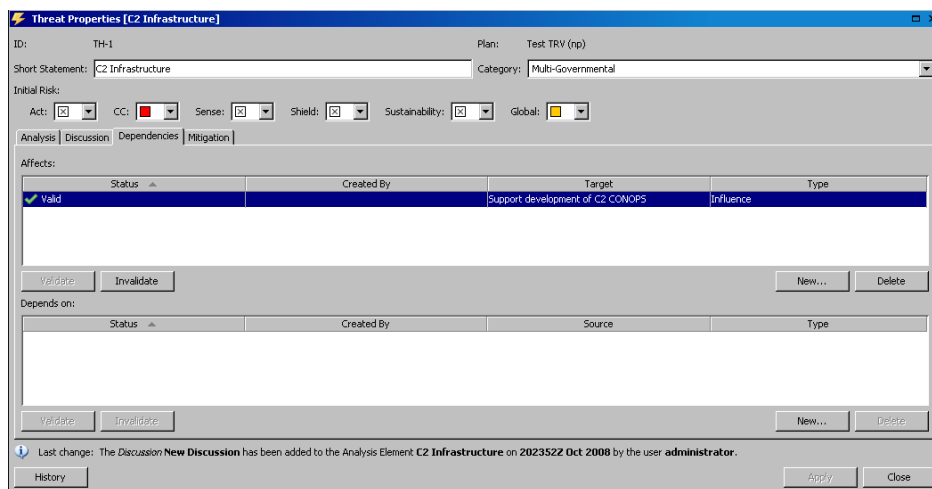 Threat Properties [C2 Infrastructure]
ID: TH-1 Plan: Test TRV (np)
Short Statement: C2 Infrastructure Category: Multi-Governmental
Initial Risk:
Act: CC: Sense: Shield: Sustainability: Global:
Analysis Discussion Dependencies Mitigation
Affects:
Status Created By Target Type
Valid Support development of C2 CONOPS Influence
Validate Invalidate New... Delete
Depends on:
Status Created By Source Type
Validate Invalidate New... Delete
Last change: The Discussion New Discussion has been added to the Analysis Element C2 Infrastructure on 202352Z Oct 2008 by the user administrator.
History Apply Close